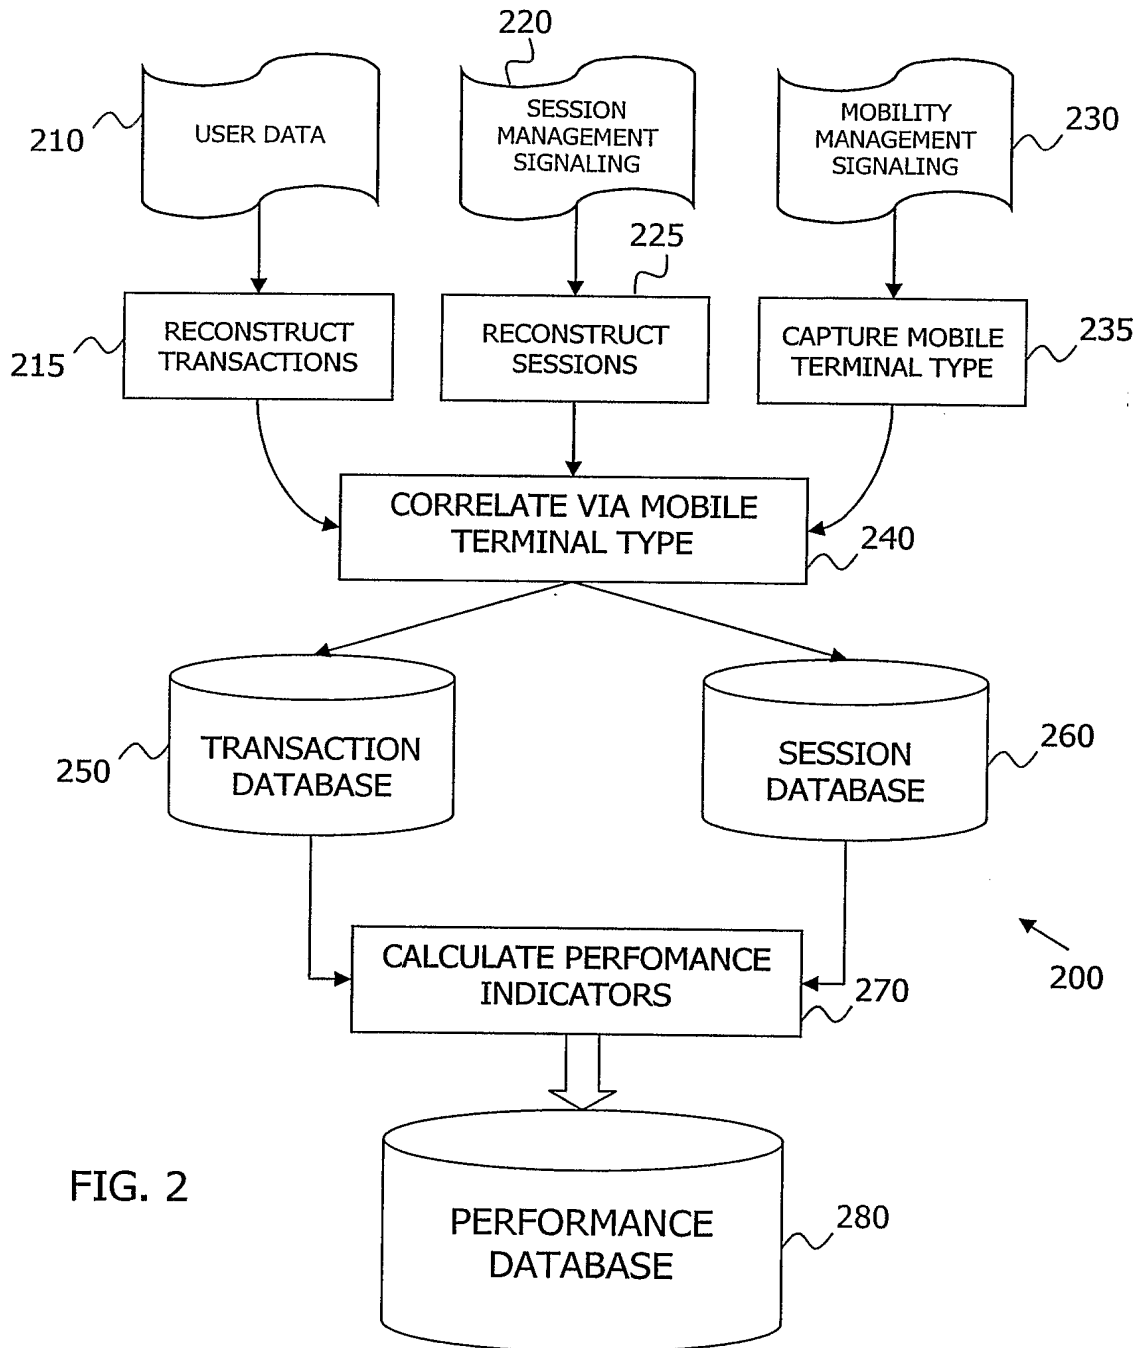 220
210
USER DATA
SESSION
MANAGEMENT
SIGNALING
MOBILITY
MANAGEMENT
SIGNALING
230
225
215
RECONSTRUCT
TRANSACTIONS
RECONSTRUCT
SESSIONS
CAPTURE MOBILE
TERMINAL TYPE
235
CORRELATE VIA MOBILE
TERMINAL TYPE
240
250
TRANSACTION
DATABASE
SESSION
DATABASE
260
CALCULATE PERFOMANCE
INDICATORS
270
200
FIG. 2
PERFORMANCE
DATABASE
280